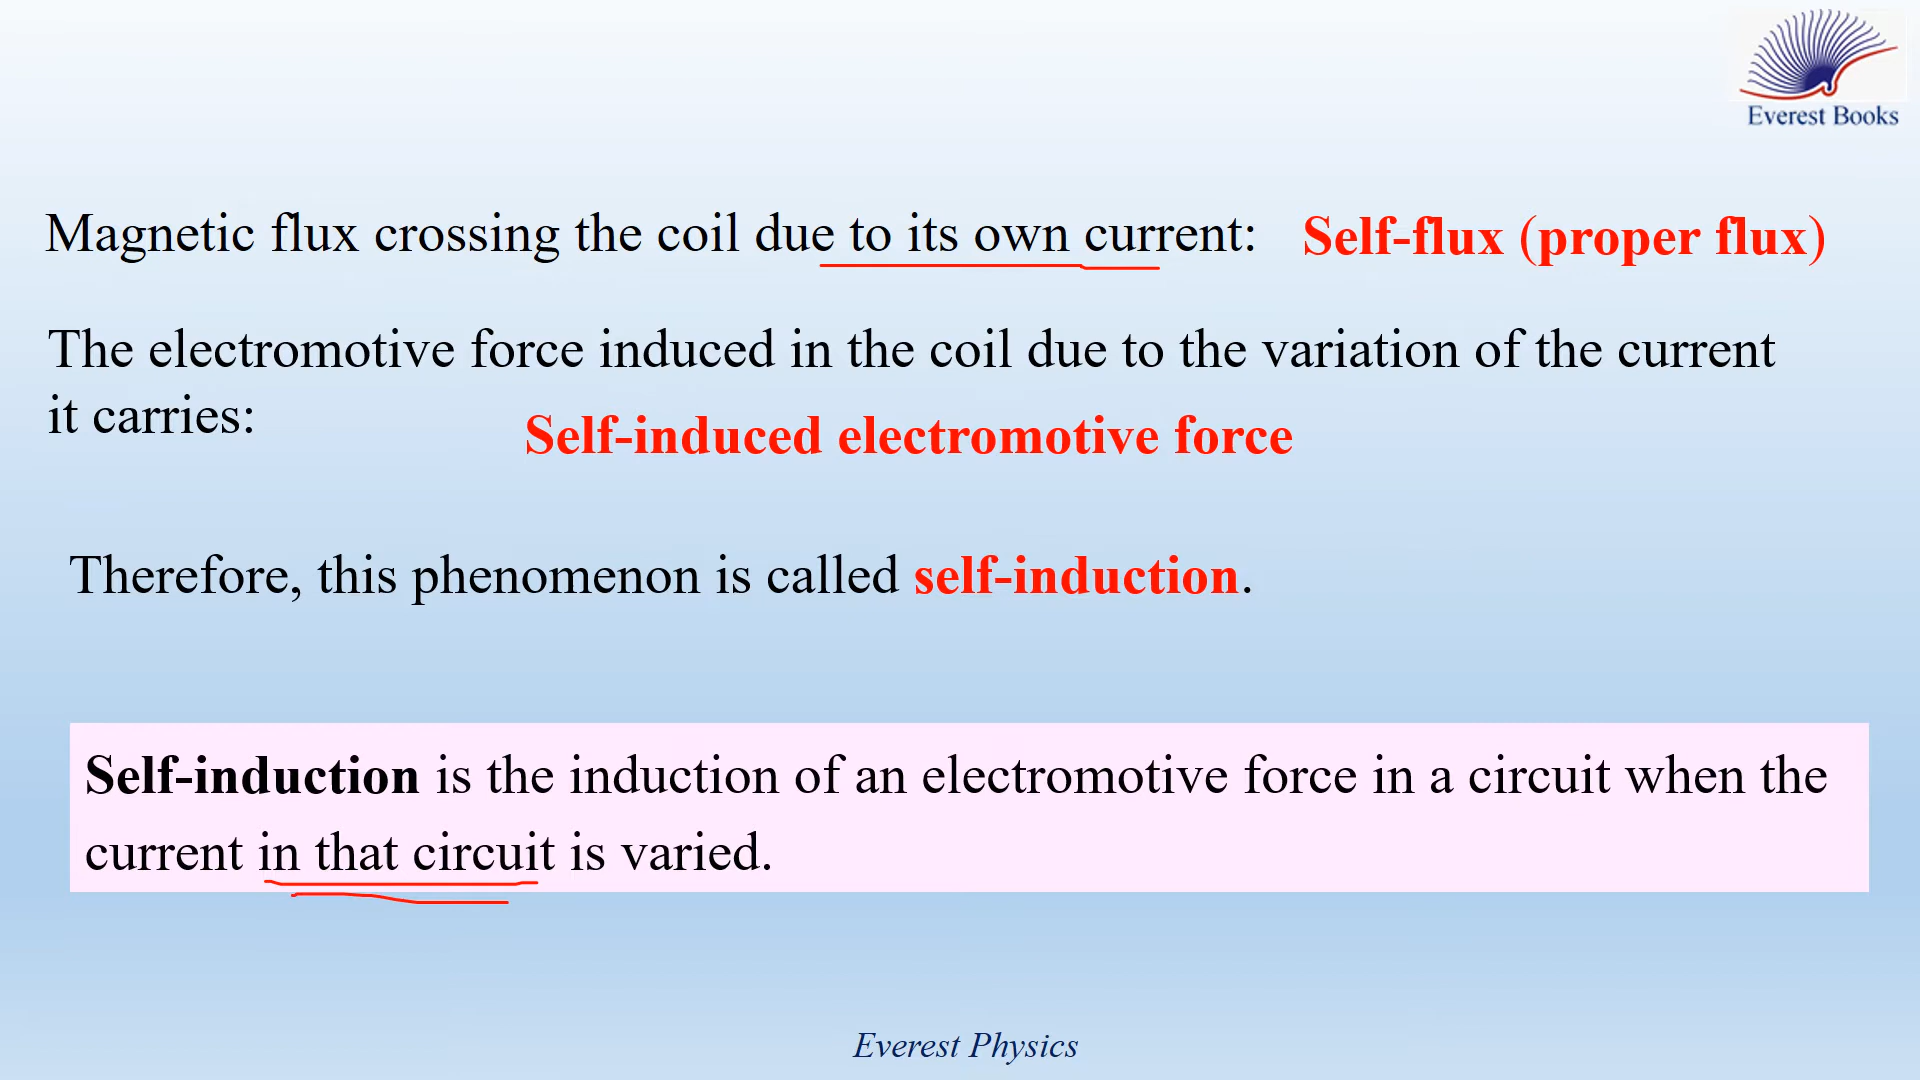 Everest Books
Magnetic flux crossing the coil due to its own current: Self-flux (proper flux)
The electromotive force induced in the coil due to the variation of the current
it carries:
Self-induced electromotive force
Therefore, this phenomenon is called self-induction.
Self-induction is the induction of an electromotive force in a circuit when the
current in that circuit is varied.
Everest Physics